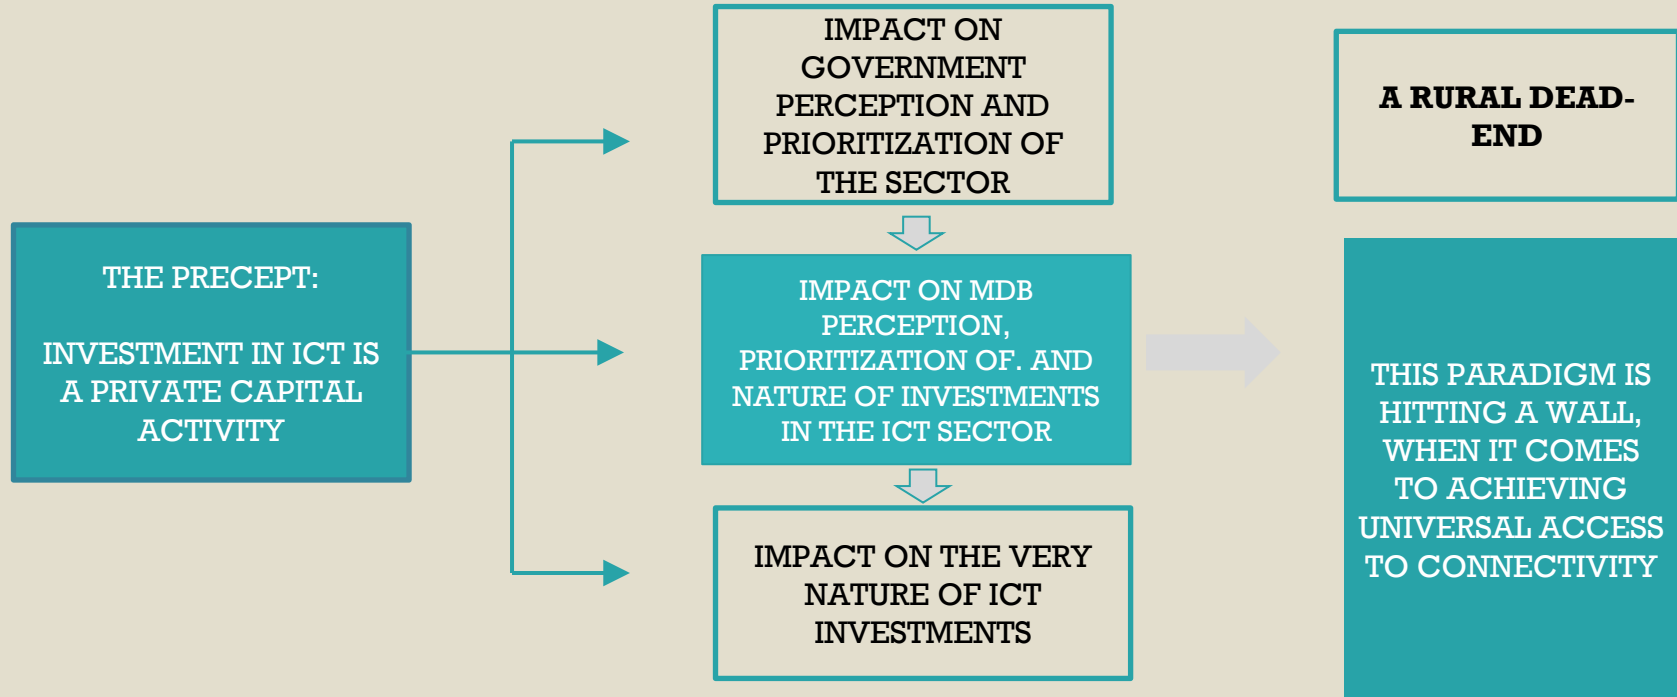 THE PRECEPT:
INVESTMENT IN ICT IS
A PRIVATE CAPITAL
ACTIVITY
IMPACT ON
GOVERNMENT
PERCEPTION AND
PRIORITIZATION OF
THE SECTOR
IMPACT ON MDB
PERCEPTION,
PRIORITIZATION OF. AND
NATURE OF INVESTMENTS
IN THE ICT SECTOR
IMPACT ON THE VERY
NATURE OF ICT
INVESTMENTS
A RURAL DEAD-
END
THIS PARADIGM IS
HITTING A WALL,
WHEN IT COMES
TO ACHIEVING
UNIVERSAL ACCESS
TO CONNECTIVITY